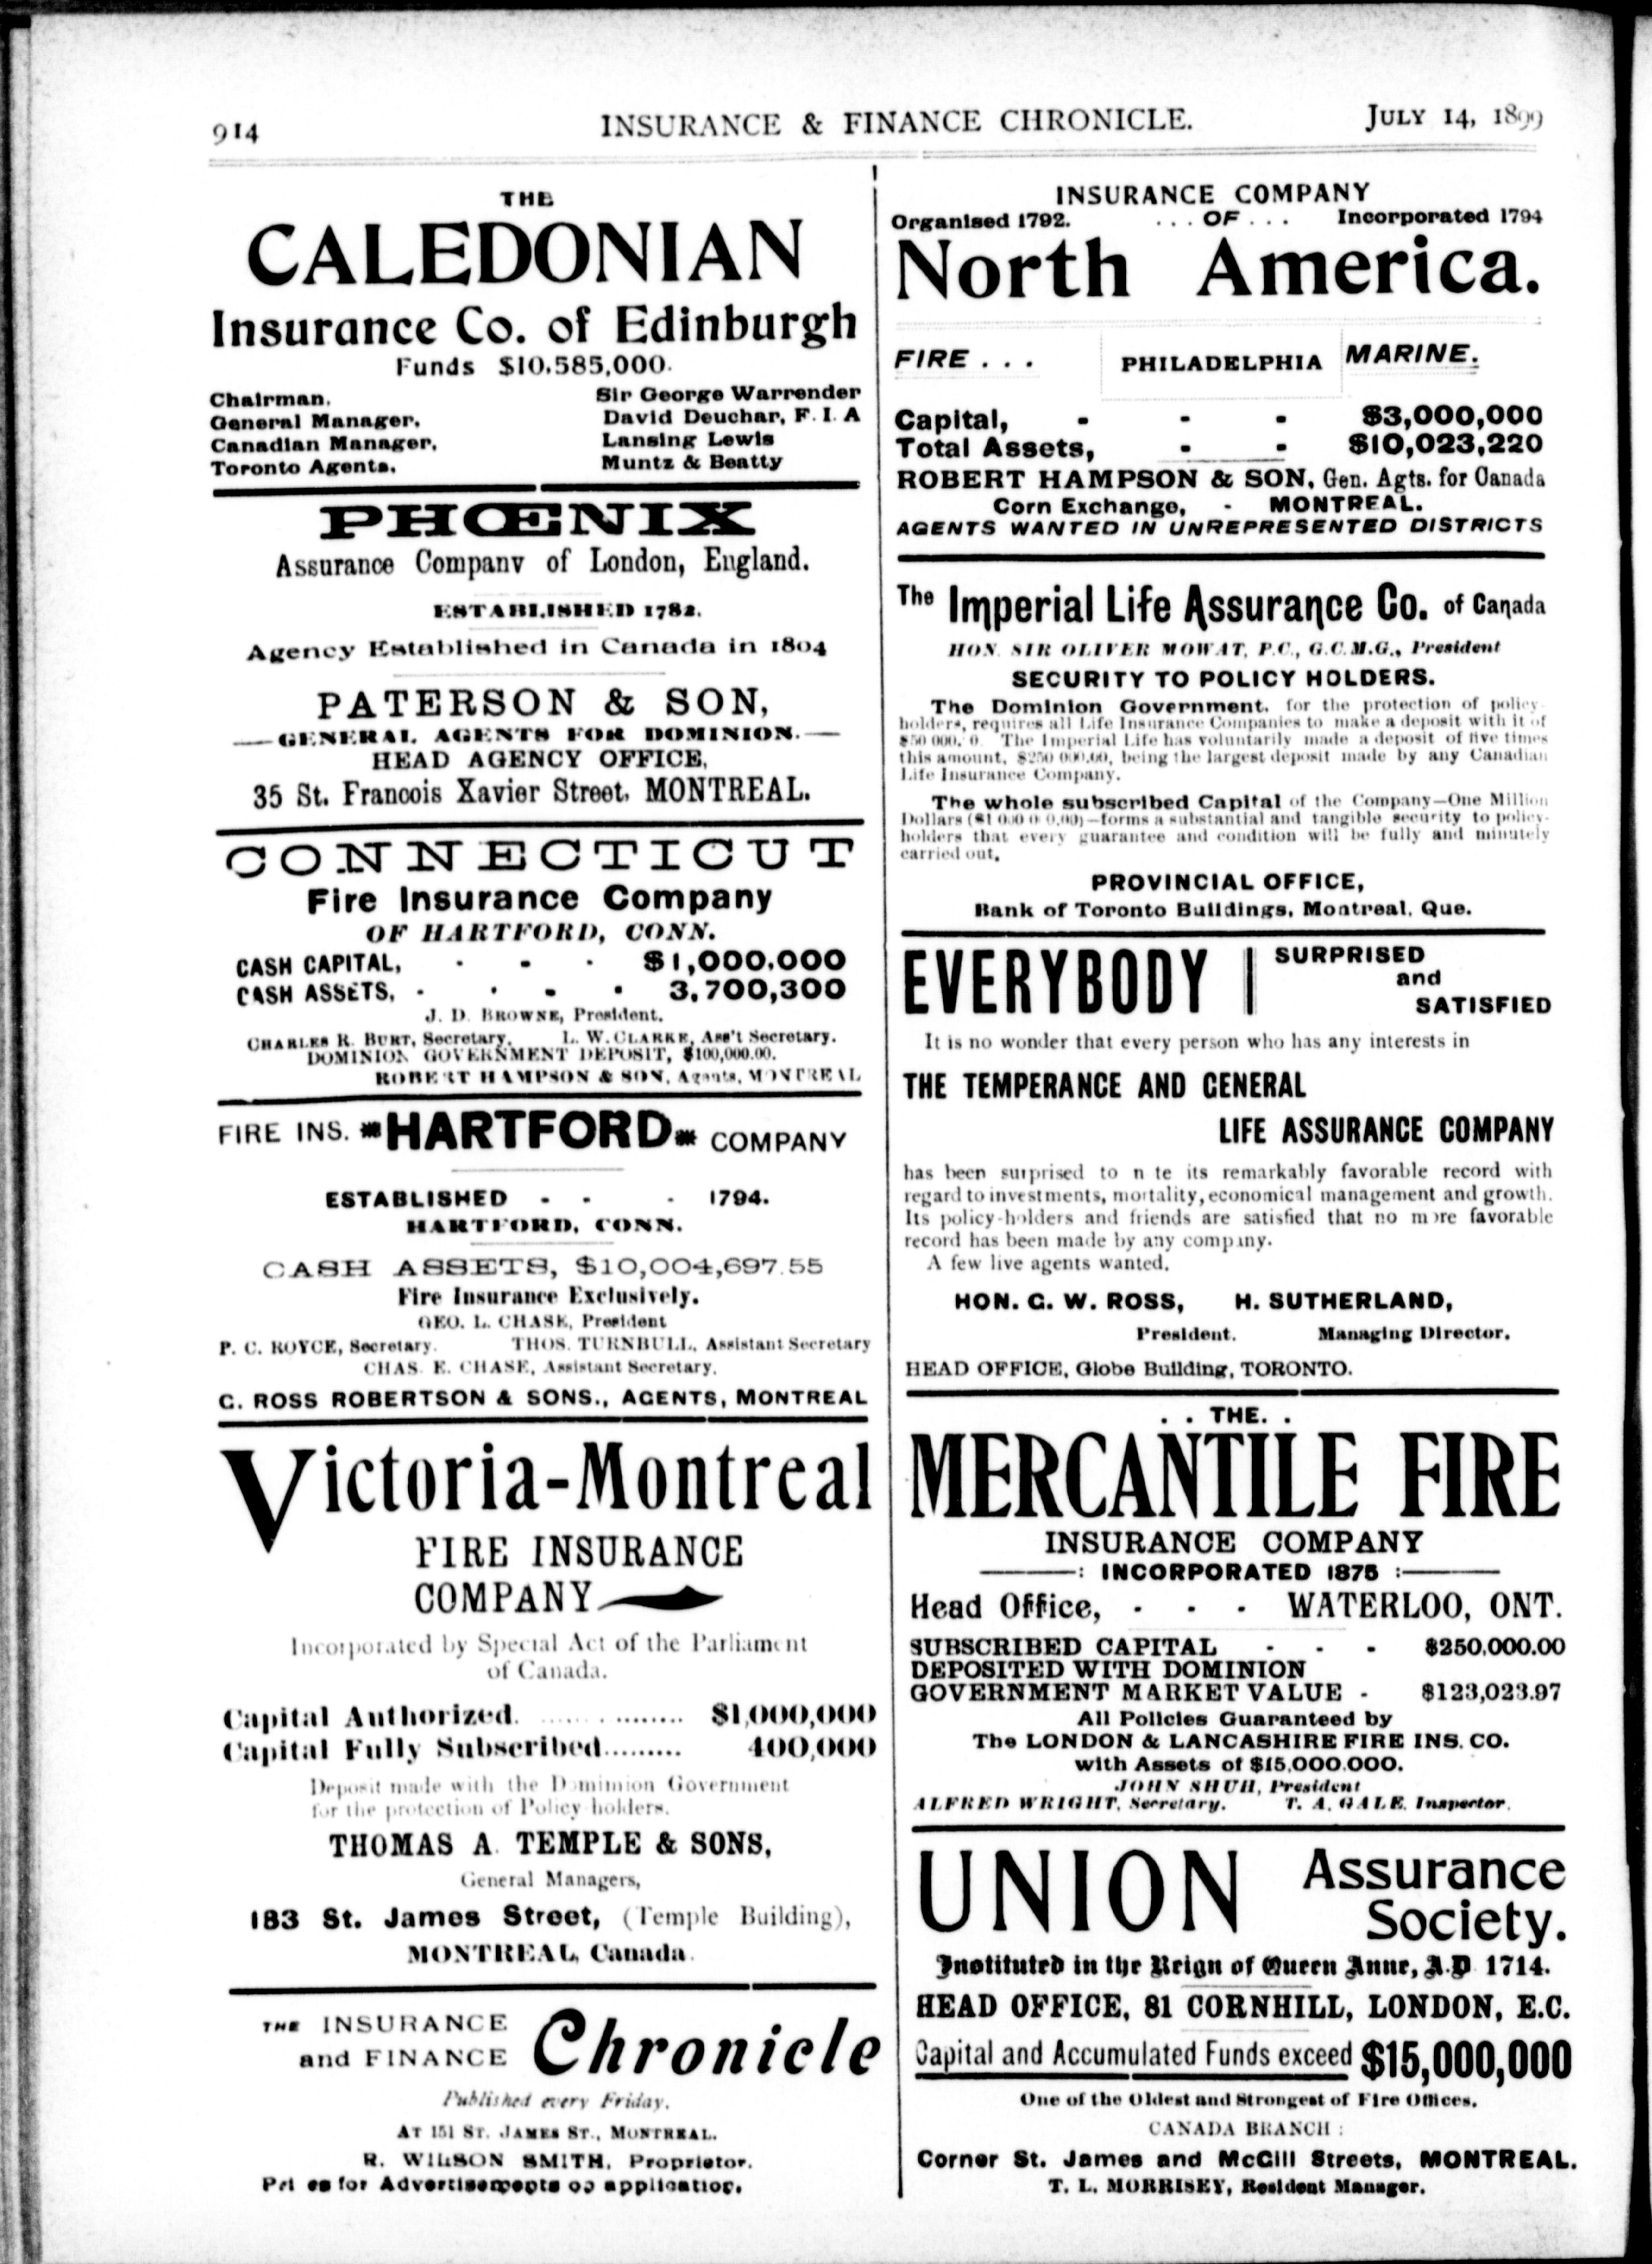 914
INSURANCE & FINANCE CHRONICLE.
JULY 14, 1899
THE
CALEDONIAN
Insurance Co. of Edinburgh
Funds $10,585,000.
Chairman, Sir George Warrender
General Manager, David Deuchar, F. I. A
Canadian Manager, Lansing Lewis
Toronto Agents, Muntz & Beatty
PHŒNIX
Assurance Company of London, England.
ESTABLISHED 1782.
Agency Established in Canada in 1804
PATERSON & SON,
GENERAL AGENTS FOR DOMINION.
HEAD AGENCY OFFICE,
35 St. Francois Xavier Street, MONTREAL.
CONNECTICUT
Fire Insurance Company
OF HARTFORD, CONN.
CASH CAPITAL, - - - $1,000,000
CASH ASSETS, - - - - 3,700,300
J. D. BROWNE, President.
CHARLES R. BURT, Secretary. L. W. CLARKE, Ass't Secretary.
DOMINION GOVERNMENT DEPOSIT, $100,000.00.
ROBERT HAMPSON & SON, Agents, MONTREAL
FIRE INS. HARTFORD COMPANY
ESTABLISHED - - - 1794.
HARTFORD, CONN.
CASH ASSETS, $10,004,697.55
Fire Insurance Exclusively.
GEO. L. CHASE, President
P. C. ROYCE, Secretary. THOS. TURNBULL, Assistant Secretary
CHAS. E. CHASE, Assistant Secretary.
C. ROSS ROBERTSON & SONS., AGENTS, MONTREAL
Victoria-Montreal
FIRE INSURANCE
COMPANY
Incorporated by Special Act of the Parliament
of Canada.
Capital Authorized. ............ $1,000,000
Capital Fully Subscribed......... 400,000
Deposit made with the Dominion Government
for the protection of Policy holders.
THOMAS A. TEMPLE & SONS,
General Managers,
183 St. James Street, (Temple Building),
MONTREAL, Canada.
THE INSURANCE
and FINANCE Chronicle
Published every Friday.
AT 151 ST. JAMES ST., MONTREAL.
R. WILSON SMITH, Proprietor.
Prices for Advertisements on application.
INSURANCE COMPANY
Organised 1792. ... OF ... Incorporated 1794
North America.
FIRE . . . PHILADELPHIA MARINE.
Capital, - - - $3,000,000
Total Assets, - - $10,023,220
ROBERT HAMPSON & SON, Gen. Agts. for Canada
Corn Exchange, - MONTREAL.
AGENTS WANTED IN UNREPRESENTED DISTRICTS
The Imperial Life Assurance Co. of Canada
HON. SIR OLIVER MOWAT, P.C., G.C.M.G., President
SECURITY TO POLICY HOLDERS.
The Dominion Government, for the protection of policy-
holders, requires all Life Insurance Companies to make a deposit with it of
$50,000.00. The Imperial Life has voluntarily made a deposit of five times
this amount, $250,000.00, being the largest deposit made by any Canadian
Life Insurance Company.
The whole subscribed Capital of the Company—One Million
Dollars ($1,000,000.00)—forms a substantial and tangible security to policy-
holders that every guarantee and condition will be fully and minutely
carried out.
PROVINCIAL OFFICE,
Bank of Toronto Buildings, Montreal, Que.
EVERYBODY | SURPRISED
and
SATISFIED
It is no wonder that every person who has any interests in
THE TEMPERANCE AND GENERAL
LIFE ASSURANCE COMPANY
has been surprised to n te its remarkably favorable record with
regard to investments, mortality, economical management and growth.
Its policy-holders and friends are satisfied that no more favorable
record has been made by any company.
A few live agents wanted.
HON. G. W. ROSS, H. SUTHERLAND,
President. Managing Director.
HEAD OFFICE, Globe Building, TORONTO.
. . THE. .
MERCANTILE FIRE
INSURANCE COMPANY
: INCORPORATED 1875 :
Head Office, - - - WATERLOO, ONT.
SUBSCRIBED CAPITAL - - - $250,000.00
DEPOSITED WITH DOMINION
GOVERNMENT MARKET VALUE - $123,023.97
All Policies Guaranteed by
The LONDON & LANCASHIRE FIRE INS. CO.
with Assets of $15,000,000.
JOHN SHUH, President
ALFRED WRIGHT, Secretary. T. A. GALE, Inspector.
UNION Assurance
Society.
Instituted in the Reign of Queen Anne, A.D 1714.
HEAD OFFICE, 81 CORNHILL, LONDON, E.C.
Capital and Accumulated Funds exceed $15,000,000
One of the Oldest and Strongest of Fire Offices.
CANADA BRANCH :
Corner St. James and McGill Streets, MONTREAL.
T. L. MORRISEY, Resident Manager.